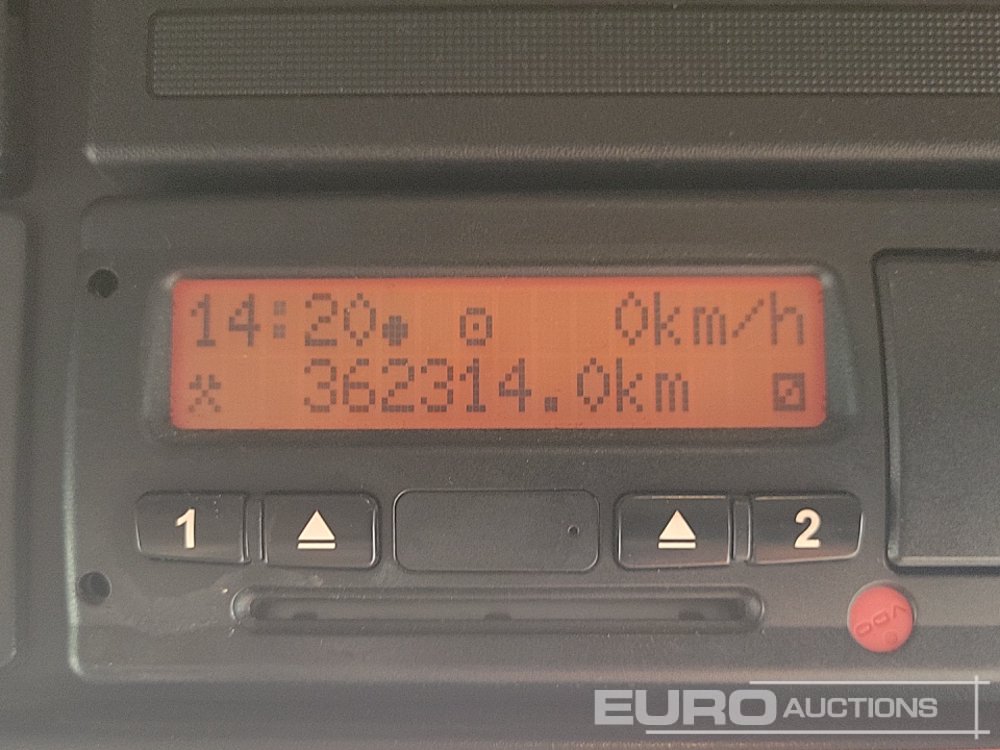 14:20 0km/h
362314.0km
1 2
VDO
EURO AUCTIONS